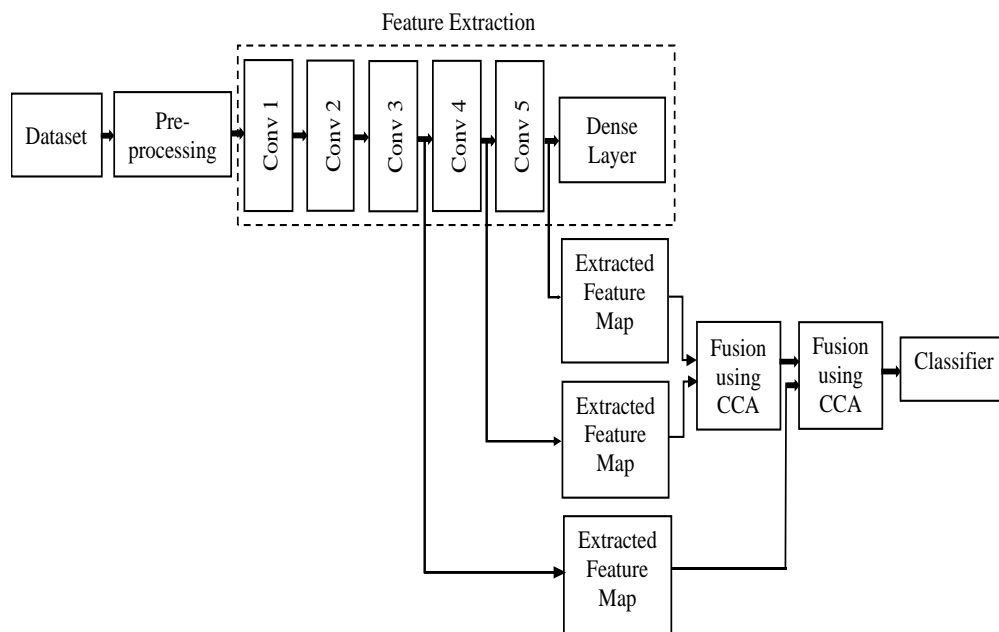 Feature Extraction
Dataset
Pre-
processing
Conv 1
Conv 2
Conv 3
Conv 4
Conv 5
Dense
Layer
Extracted
Feature
Map
Extracted
Feature
Map
Extracted
Feature
Map
Fusion
using
CCA
Fusion
using
CCA
Classifier